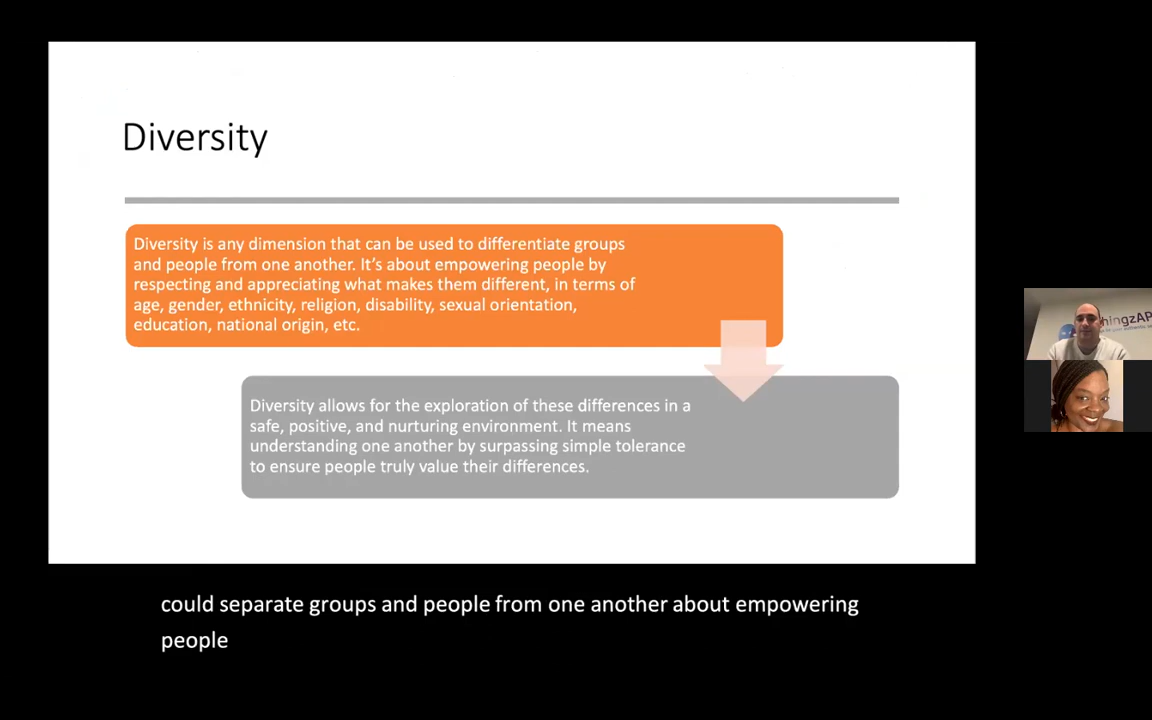 Diversity
Diversity is any dimension that can be used to differentiate groups
and people from one another. It's about empowering people by
respecting and appreciating what makes them different, in terms of
age, gender, ethnicity, religion, disability, sexual orientation,
education, national origin, etc.
Diversity allows for the exploration of these differences in a
safe, positive, and nurturing environment. It means
understanding one another by surpassing simple tolerance
to ensure people truly value their differences.
could separate groups and people from one another about empowering
people